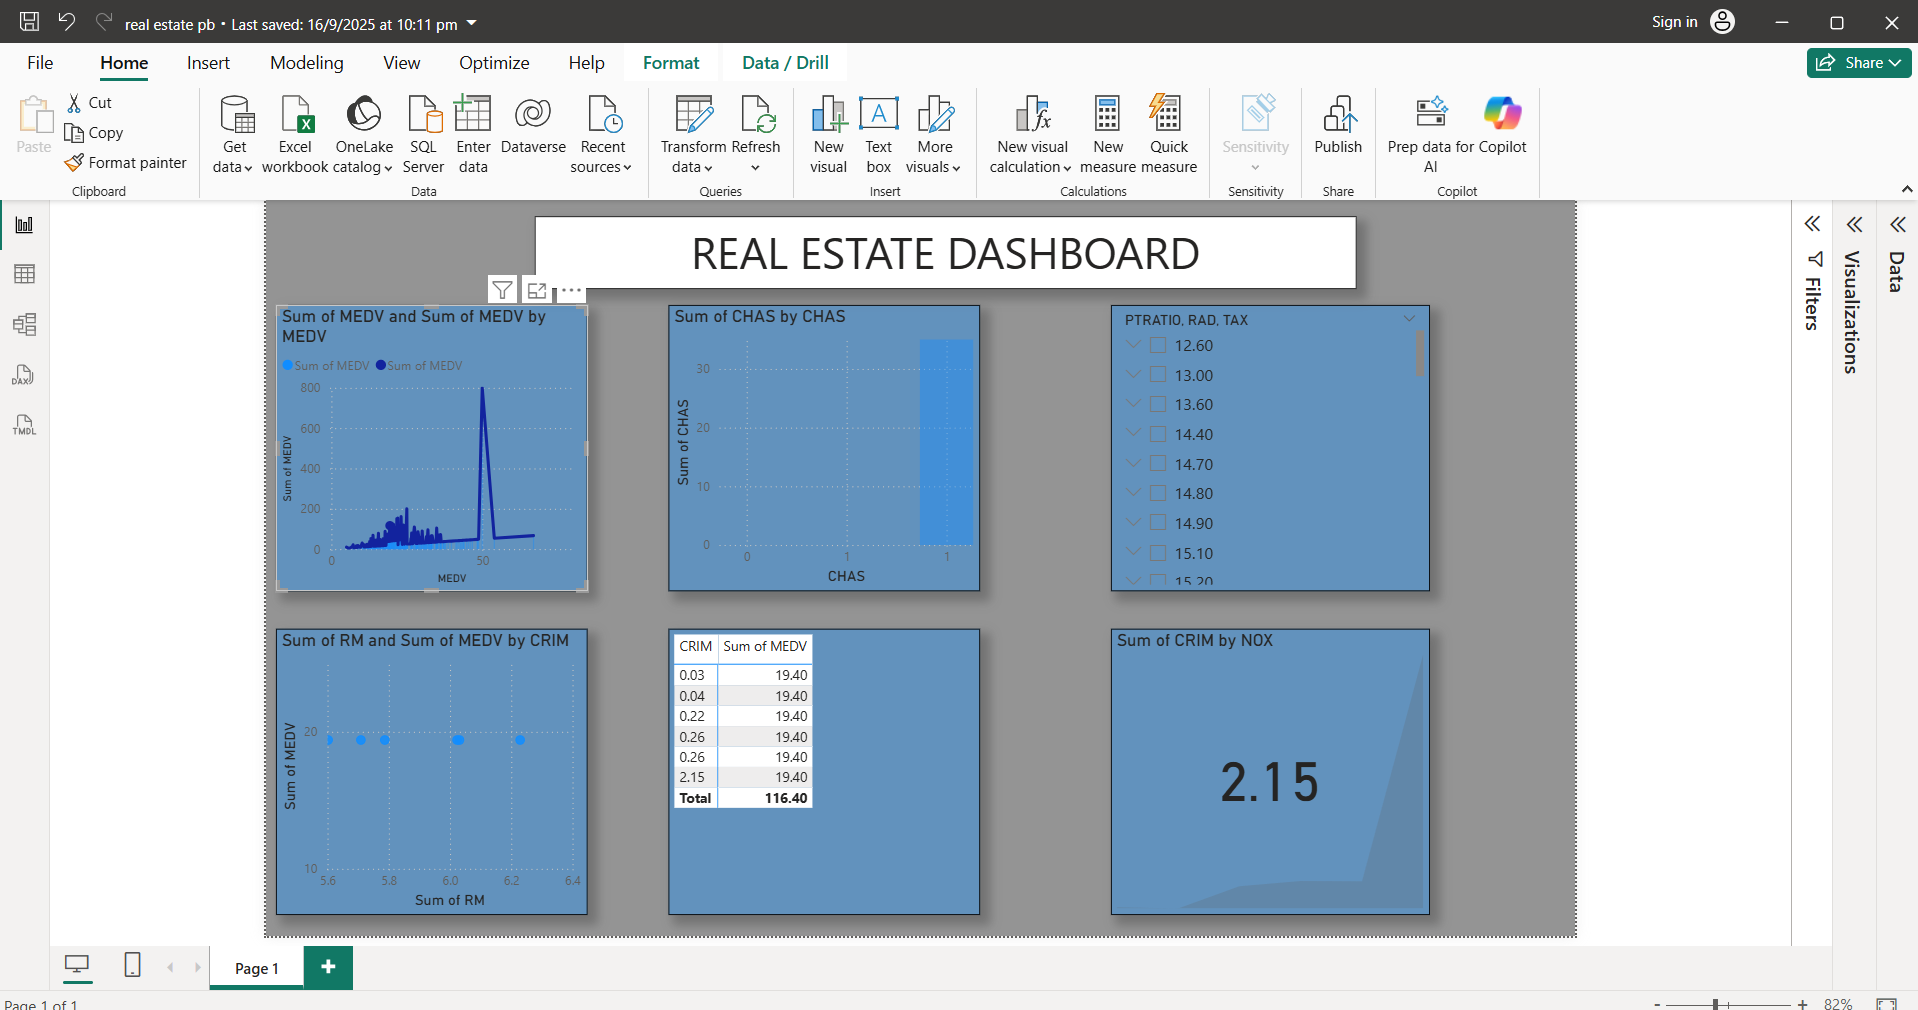 real estate pb • Last saved: 16/9/2025 at 10:11 pm
Sign in
File Home Insert Modeling View Optimize Help Format Data / Drill
Share
Paste
Cut
Copy
Format painter
Clipboard
Get data
Excel workbook
OneLake catalog
SQL Server
Enter data
Dataverse
Recent sources
Data
Transform data
Refresh
Queries
New visual
Text box
More visuals
Insert
New visual calculation
New measure
Quick measure
Calculations
Sensitivity
Sensitivity
Publish
Share
Prep data for AI
Copilot
Copilot
DAX
TMDL
REAL ESTATE DASHBOARD
Sum of MEDV and Sum of MEDV by
MEDV
Sum of MEDV Sum of MEDV
Sum of MEDV
800
600
400
200
0
0 50
MEDV
Sum of CHAS by CHAS
Sum of CHAS
30
20
10
0
0 1 1
CHAS
PTRATIO, RAD, TAX
12.60
13.00
13.60
14.40
14.70
14.80
14.90
15.10
15.20
Filters
Visualizations
Data
Sum of RM and Sum of MEDV by CRIM
Sum of MEDV
20
10
5.6 5.8 6.0 6.2 6.4
Sum of RM
CRIM Sum of MEDV
0.03 19.40
0.04 19.40
0.22 19.40
0.26 19.40
0.26 19.40
2.15 19.40
Total 116.40
Sum of CRIM by NOX
2.15
Page 1
Page 1 of 1
- + 82%